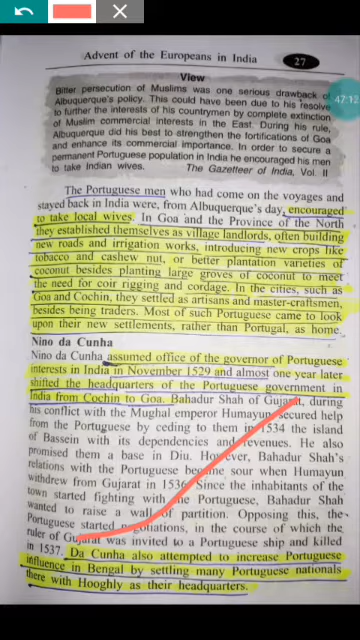 Advent of the Europeans in India 27
47:12
View
Bitter persecution of Muslims was one serious drawback of
Albuquerque's policy. This could have been due to his resolve
to further the interests of his countrymen by complete extinction
of Muslim commercial interests in the East. During his rule,
Albuquerque did his best to strengthen the fortifications of Goa
and enhance its commercial importance. In order to secure a
permanent Portuguese population in India he encouraged his men
to take Indian wives. The Gazetteer of India, Vol. II
The Portuguese men who had come on the voyages and
stayed back in India were, from Albuquerque's day, encouraged
to take local wives. In Goa and the Province of the North
they established themselves as village landlords, often building
new roads and irrigation works, introducing new crops like
tobacco and cashew nut, or better plantation varieties of
coconut besides planting large groves of coconut to meet
the need for coir rigging and cordage. In the cities, such as
Goa and Cochin, they settled as artisans and master-craftsmen,
besides being traders. Most of such Portuguese came to look
upon their new settlements, rather than Portugal, as home.
Nino da Cunha
Nino da Cunha assumed office of the governor of Portuguese
interests in India in November 1529 and almost one year later
shifted the headquarters of the Portuguese government in
India from Cochin to Goa. Bahadur Shah of Gujarat, during
his conflict with the Mughal emperor Humayun, secured help
from the Portuguese by ceding to them in 1534 the island
of Bassein with its dependencies and revenues. He also
promised them a base in Diu. However, Bahadur Shah's
relations with the Portuguese became sour when Humayun
withdrew from Gujarat in 1536. Since the inhabitants of the
town started fighting with the Portuguese, Bahadur Shah
wanted to raise a wall of partition. Opposing this, the
Portuguese started negotiations, in the course of which the
ruler of Gujarat was invited to a Portuguese ship and killed
in 1537. Da Cunha also attempted to increase Portuguese
influence in Bengal by settling many Portuguese nationals
there with Hooghly as their headquarters.